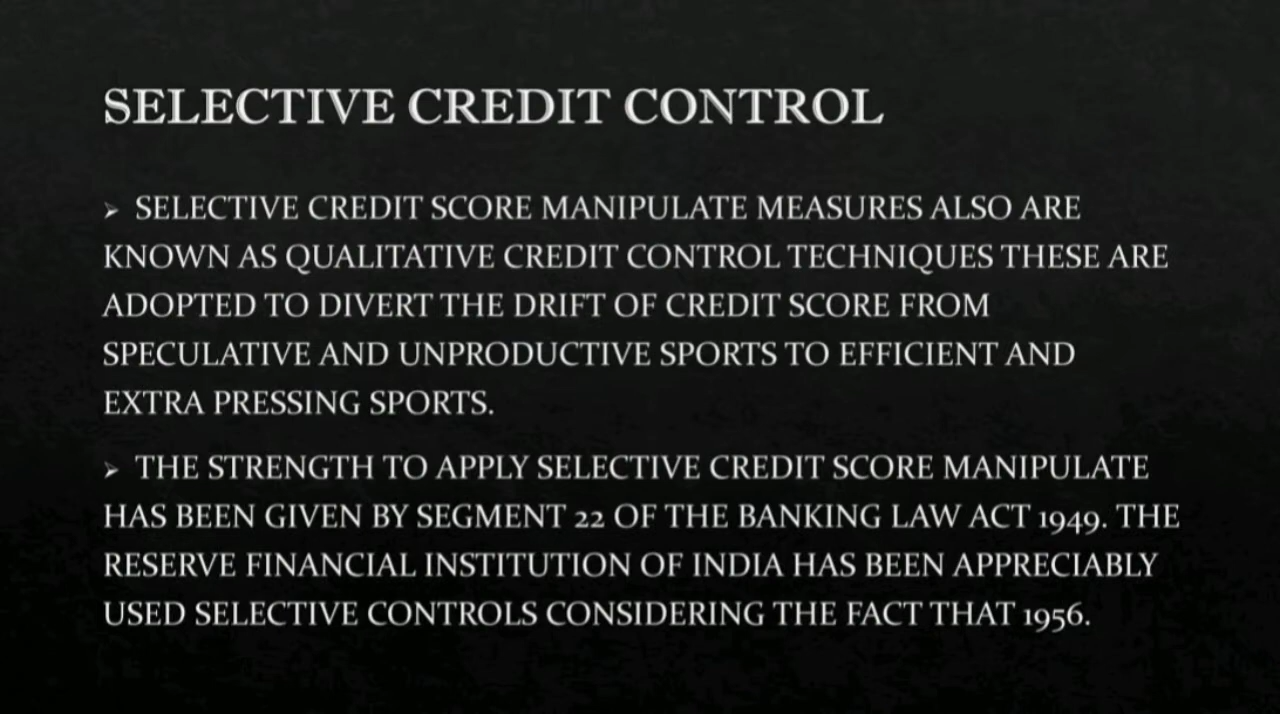 SELECTIVE CREDIT CONTROL
➢ SELECTIVE CREDIT SCORE MANIPULATE MEASURES ALSO ARE
KNOWN AS QUALITATIVE CREDIT CONTROL TECHNIQUES THESE ARE
ADOPTED TO DIVERT THE DRIFT OF CREDIT SCORE FROM
SPECULATIVE AND UNPRODUCTIVE SPORTS TO EFFICIENT AND
EXTRA PRESSING SPORTS.
➢ THE STRENGTH TO APPLY SELECTIVE CREDIT SCORE MANIPULATE
HAS BEEN GIVEN BY SEGMENT 22 OF THE BANKING LAW ACT 1949. THE
RESERVE FINANCIAL INSTITUTION OF INDIA HAS BEEN APPRECIABLY
USED SELECTIVE CONTROLS CONSIDERING THE FACT THAT 1956.